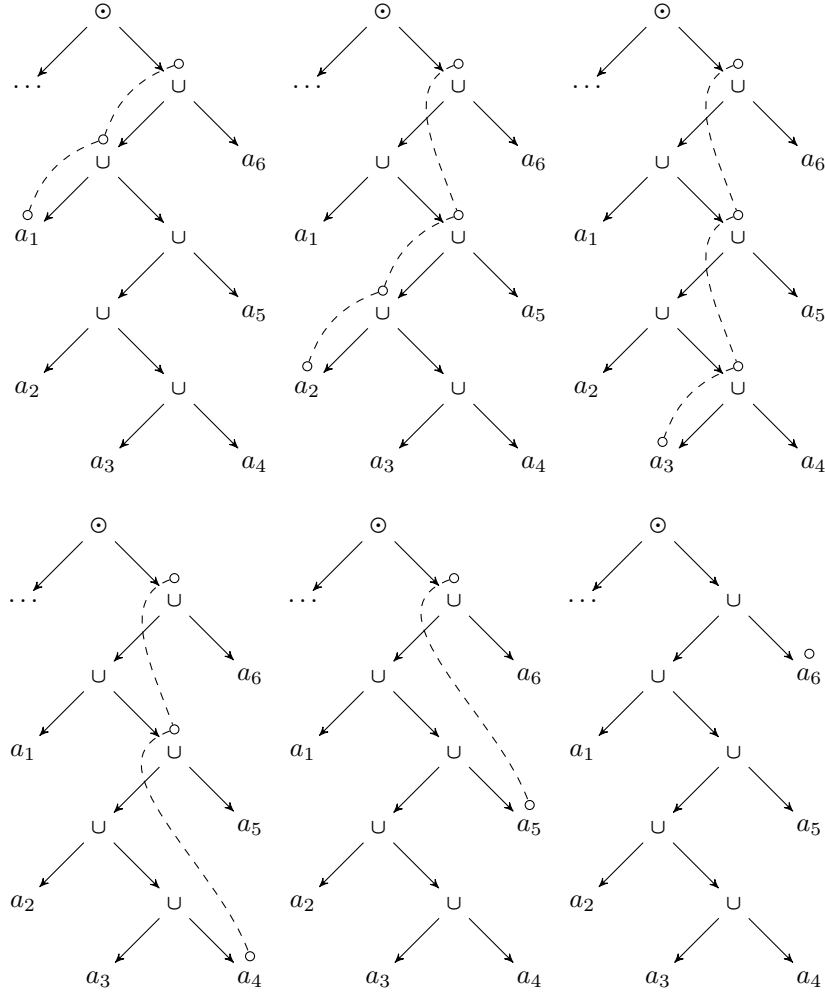 ⊙ ⊙ ⊙
… ∪ … ∪ … ∪
∪ a₆ ∪ a₆ ∪ a₆
a₁ ∪ a₁ ∪ a₁ ∪
∪ a₅ ∪ a₅ ∪ a₅
a₂ ∪ a₂ ∪ a₂ ∪
a₃ a₄ a₃ a₄ a₃ a₄
⊙ ⊙ ⊙
… ∪ … ∪ … ∪
∪ a₆ ∪ a₆ ∪ a₆
a₁ ∪ a₁ ∪ a₁ ∪
∪ a₅ ∪ a₅ ∪ a₅
a₂ ∪ a₂ ∪ a₂ ∪
a₃ a₄ a₃ a₄ a₃ a₄